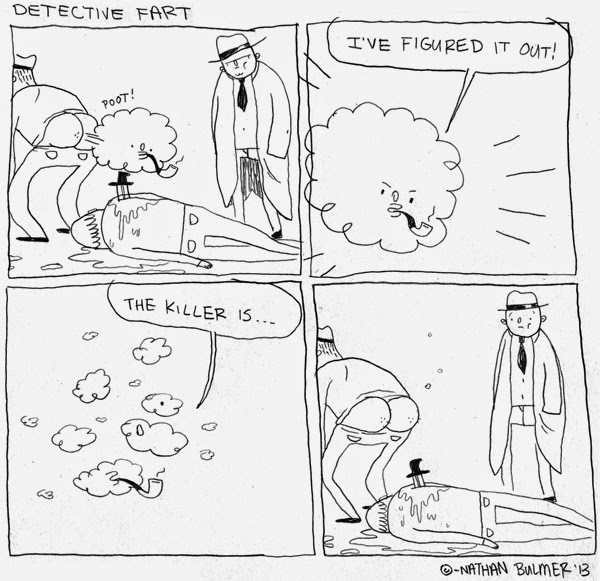 DETECTIVE FART
POOT!
I'VE FIGURED IT OUT!
THE KILLER IS...
©-NATHAN BULMER '13